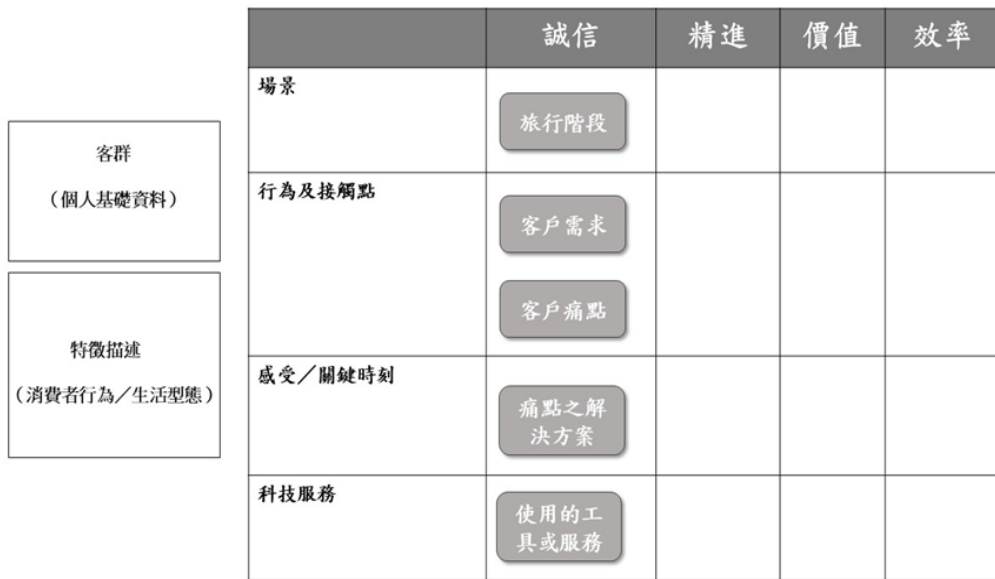 誠信 精進 價值 效率
客群
（個人基礎資料）
特徵描述
（消費者行為／生活型態）
場景
旅行階段
行為及接觸點
客戶需求
客戶痛點
感受／關鍵時刻
痛點之解
決方案
科技服務
使用的工
具或服務